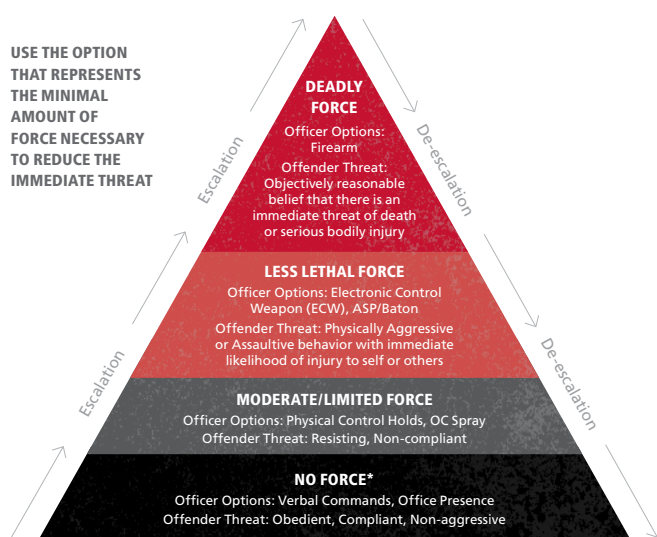 USE THE OPTION
THAT REPRESENTS
THE MINIMAL
AMOUNT OF
FORCE NECESSARY
TO REDUCE THE
IMMEDIATE THREAT
Escalation
De-escalation
DEADLY
FORCE
Officer Options:
Firearm
Offender Threat:
Objectively reasonable
belief that there is an
immediate threat of death
or serious bodily injury
Escalation
De-escalation
LESS LETHAL FORCE
Officer Options: Electronic Control
Weapon (ECW), ASP/Baton
Offender Threat: Physically Aggressive
or Assaultive behavior with immediate
likelihood of injury to self or others
MODERATE/LIMITED FORCE
Officer Options: Physical Control Holds, OC Spray
Offender Threat: Resisting, Non-compliant
NO FORCE*
Officer Options: Verbal Commands, Office Presence
Offender Threat: Obedient, Compliant, Non-aggressive